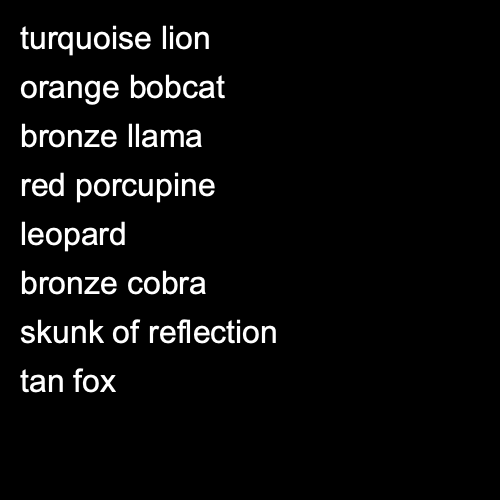 turquoise lion
orange bobcat
bronze llama
red porcupine
leopard
bronze cobra
skunk of reflection
tan fox